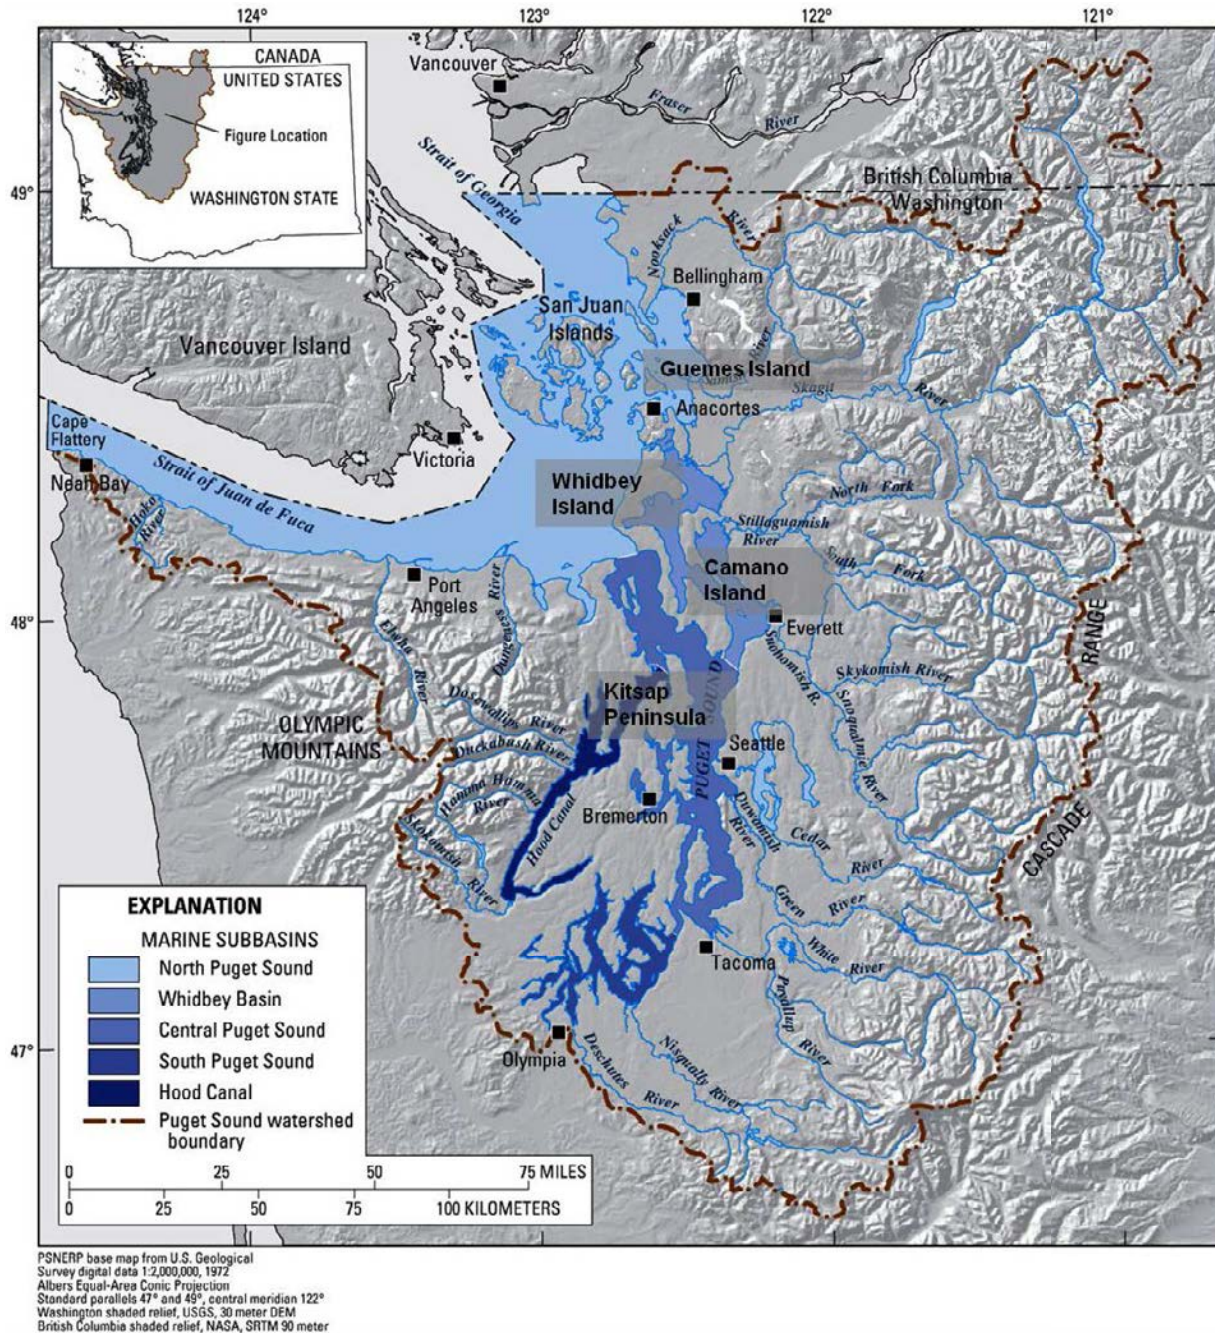 124°
123°
122°
121°
CANADA
UNITED STATES
Figure Location
WASHINGTON STATE
Vancouver
Fraser
River
Strait of Georgia
49°
British Columbia
Washington
Nooksack
River
Bellingham
San Juan
Islands
Vancouver Island
Guemes Island
Samish River
Skagit
River
Anacortes
Cape
Flattery
Neah Bay
Victoria
Strait of Juan de Fuca
Hoko
River
Whidbey
Island
North Fork
Stillaguamish
River
South
Fork
Camano
Island
Port
Angeles
Elwha
River
Dungeness
River
48°
Everett
Snohomish R.
Skykomish River
Snoqualmie River
RANGE
CASCADE
Kitsap
Peninsula
PUGET SOUND
OLYMPIC
MOUNTAINS
Dosewallips River
Duckabush River
Hamma Hamma
River
Skokomish
River
Hood Canal
Seattle
Bremerton
Duwamish
River
Cedar
River
Green
River
White
River
Tacoma
Puyallup
River
47°
Olympia
Deschutes
River
Nisqually River
EXPLANATION
MARINE SUBBASINS
North Puget Sound
Whidbey Basin
Central Puget Sound
South Puget Sound
Hood Canal
Puget Sound watershed
boundary
0 25 50 75 MILES
0 25 50 75 100 KILOMETERS
PSNERP base map from U.S. Geological
Survey digital data 1:2,000,000, 1972
Albers Equal-Area Conic Projection
Standard parallels 47° and 49°, central meridian 122°
Washington shaded relief, USGS, 30 meter DEM
British Columbia shaded relief, NASA, SRTM 90 meter